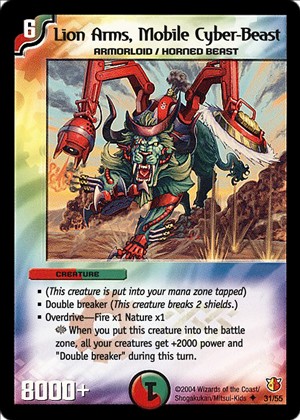 6
Lion Arms, Mobile Cyber-Beast
ARMORLOID / HORNED BEAST
CREATURE
• (This creature is put into your mana zone tapped)
• Double breaker (This creature breaks 2 shields.)
• Overdrive—Fire x1 Nature x1
When you put this creature into the battle
zone, all your creatures get +2000 power and
"Double breaker" during this turn.
8000+
1
©2004 Wizards of the Coast/
Shogakukan/Mitsui-Kids ♦ 31/55